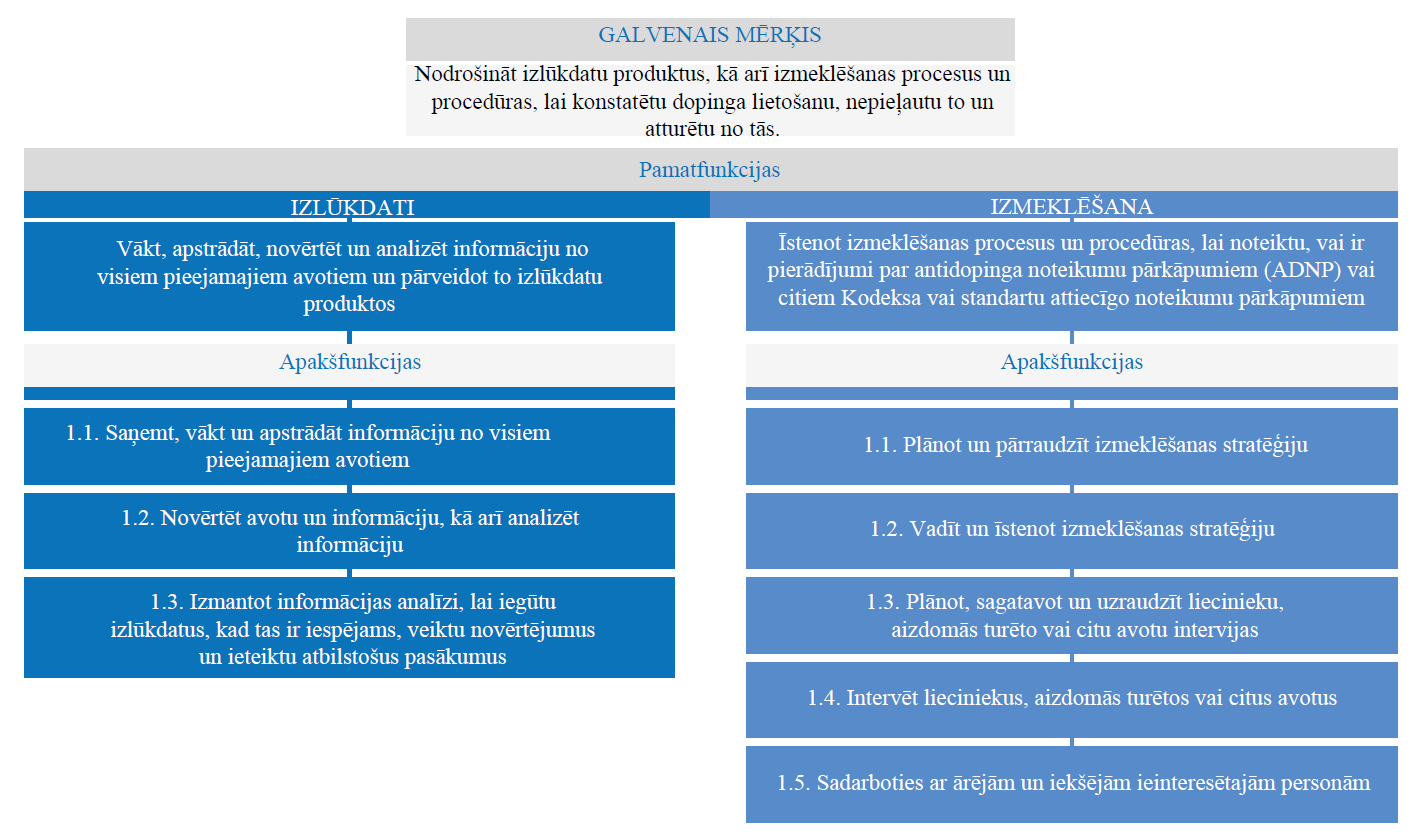 GALVENAIS MĒRĶIS
Nodrošināt izlūkdatu produktus, kā arī izmeklēšanas procesus un
procedūras, lai konstatētu dopinga lietošanu, nepieļautu to un
atturētu no tās.
Pamatfunkcijas
IZLŪKDATI
Vākt, apstrādāt, novērtēt un analizēt informāciju no
visiem pieejamajiem avotiem un pārveidot to izlūkdatu
produktos
Apakšfunkcijas
1.1. Saņemt, vākt un apstrādāt informāciju no visiem
pieejamajiem avotiem
1.2. Novērtēt avotu un informāciju, kā arī analizēt
informāciju
1.3. Izmantot informācijas analīzi, lai iegūtu
izlūkdatus, kad tas ir iespējams, veiktu novērtējumus
un ieteiktu atbilstošus pasākumus
IZMEKLĒŠANA
Īstenot izmeklēšanas procesus un procedūras, lai noteiktu, vai ir
pierādījumi par antidopinga noteikumu pārkāpumiem (ADNP) vai
citiem Kodeksa vai standartu attiecīgo noteikumu pārkāpumiem
Apakšfunkcijas
1.1. Plānot un pārraudzīt izmeklēšanas stratēģiju
1.2. Vadīt un īstenot izmeklēšanas stratēģiju
1.3. Plānot, sagatavot un uzraudzīt liecinieku,
aizdomās turēto vai citu avotu intervijas
1.4. Intervēt lieciniekus, aizdomās turētos vai citus avotus
1.5. Sadarboties ar ārējām un iekšējām ieinteresētajām personām